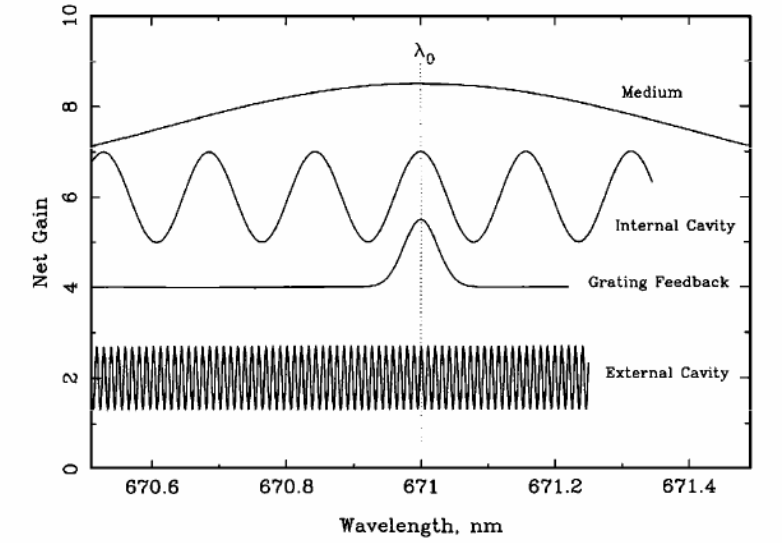 10
λ0
Medium
8
6
Internal Cavity
Net Gain
4
Grating Feedback
2
External Cavity
0
670.6 670.8 671 671.2 671.4
Wavelength, nm